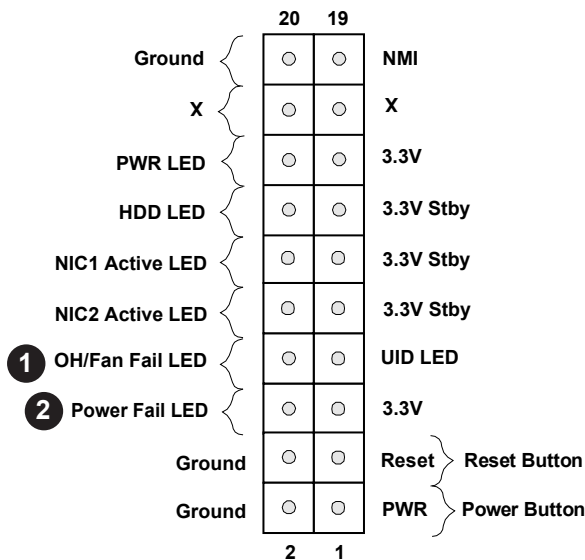 20 19
Ground NMI
X X
PWR LED 3.3V
HDD LED 3.3V Stby
NIC1 Active LED 3.3V Stby
NIC2 Active LED 3.3V Stby
1 OH/Fan Fail LED UID LED
2 Power Fail LED 3.3V
Ground Reset Reset Button
Ground PWR Power Button
2 1